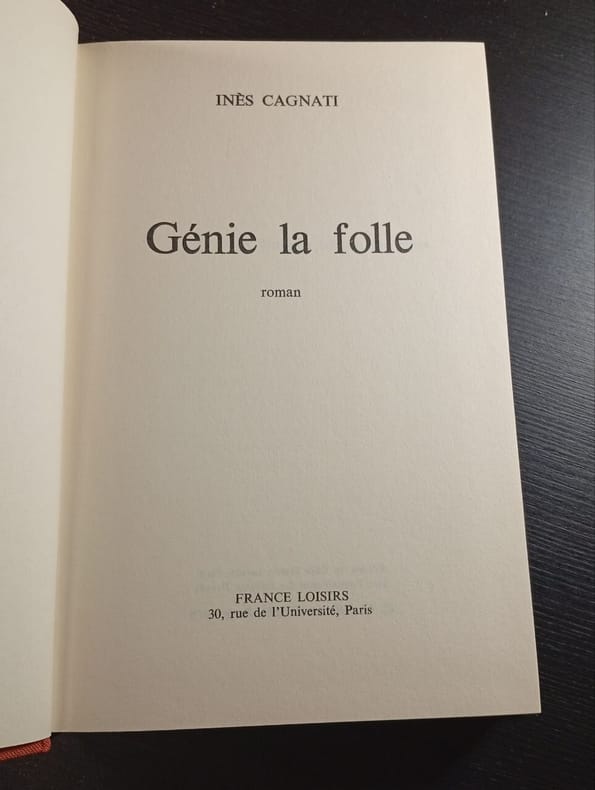 INÈS CAGNATI
Génie la folle
roman
FRANCE LOISIRS
30, rue de l'Université, Paris